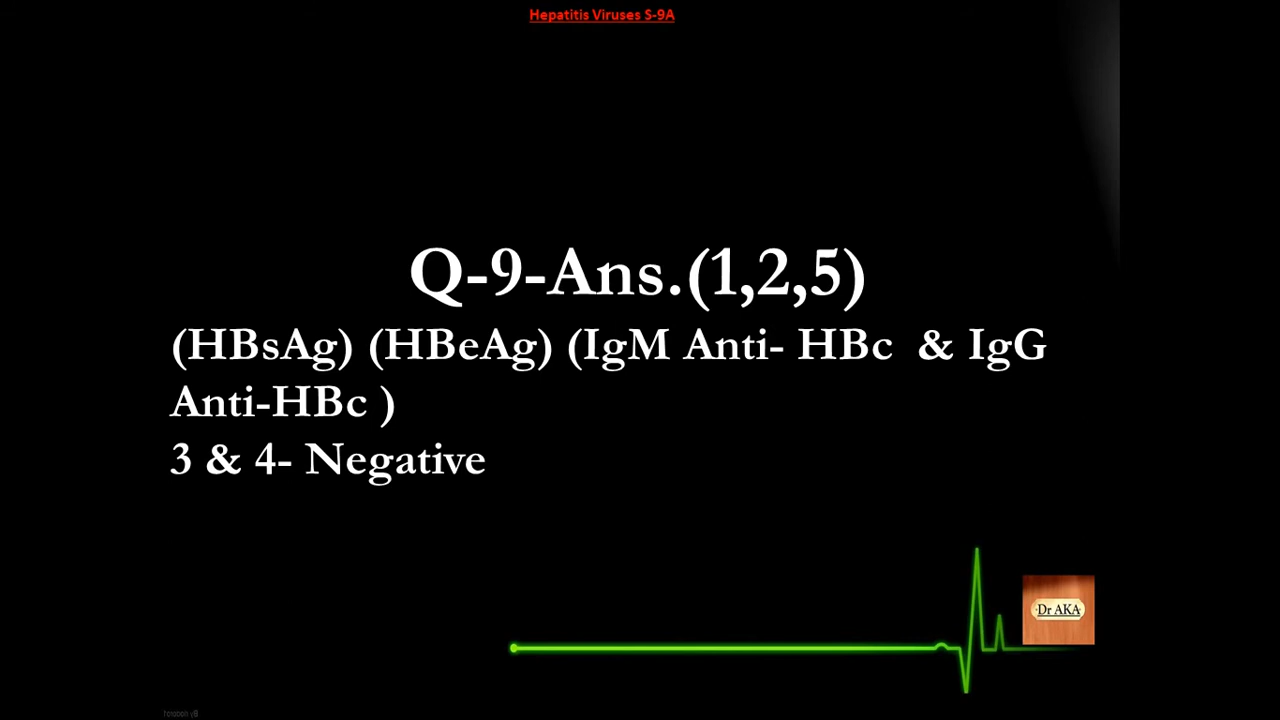 Hepatitis Viruses S-9A
Q-9-Ans.(1,2,5)
(HBsAg) (HBeAg) (IgM Anti- HBc & IgG
Anti-HBc )
3 & 4- Negative
Dr AKA